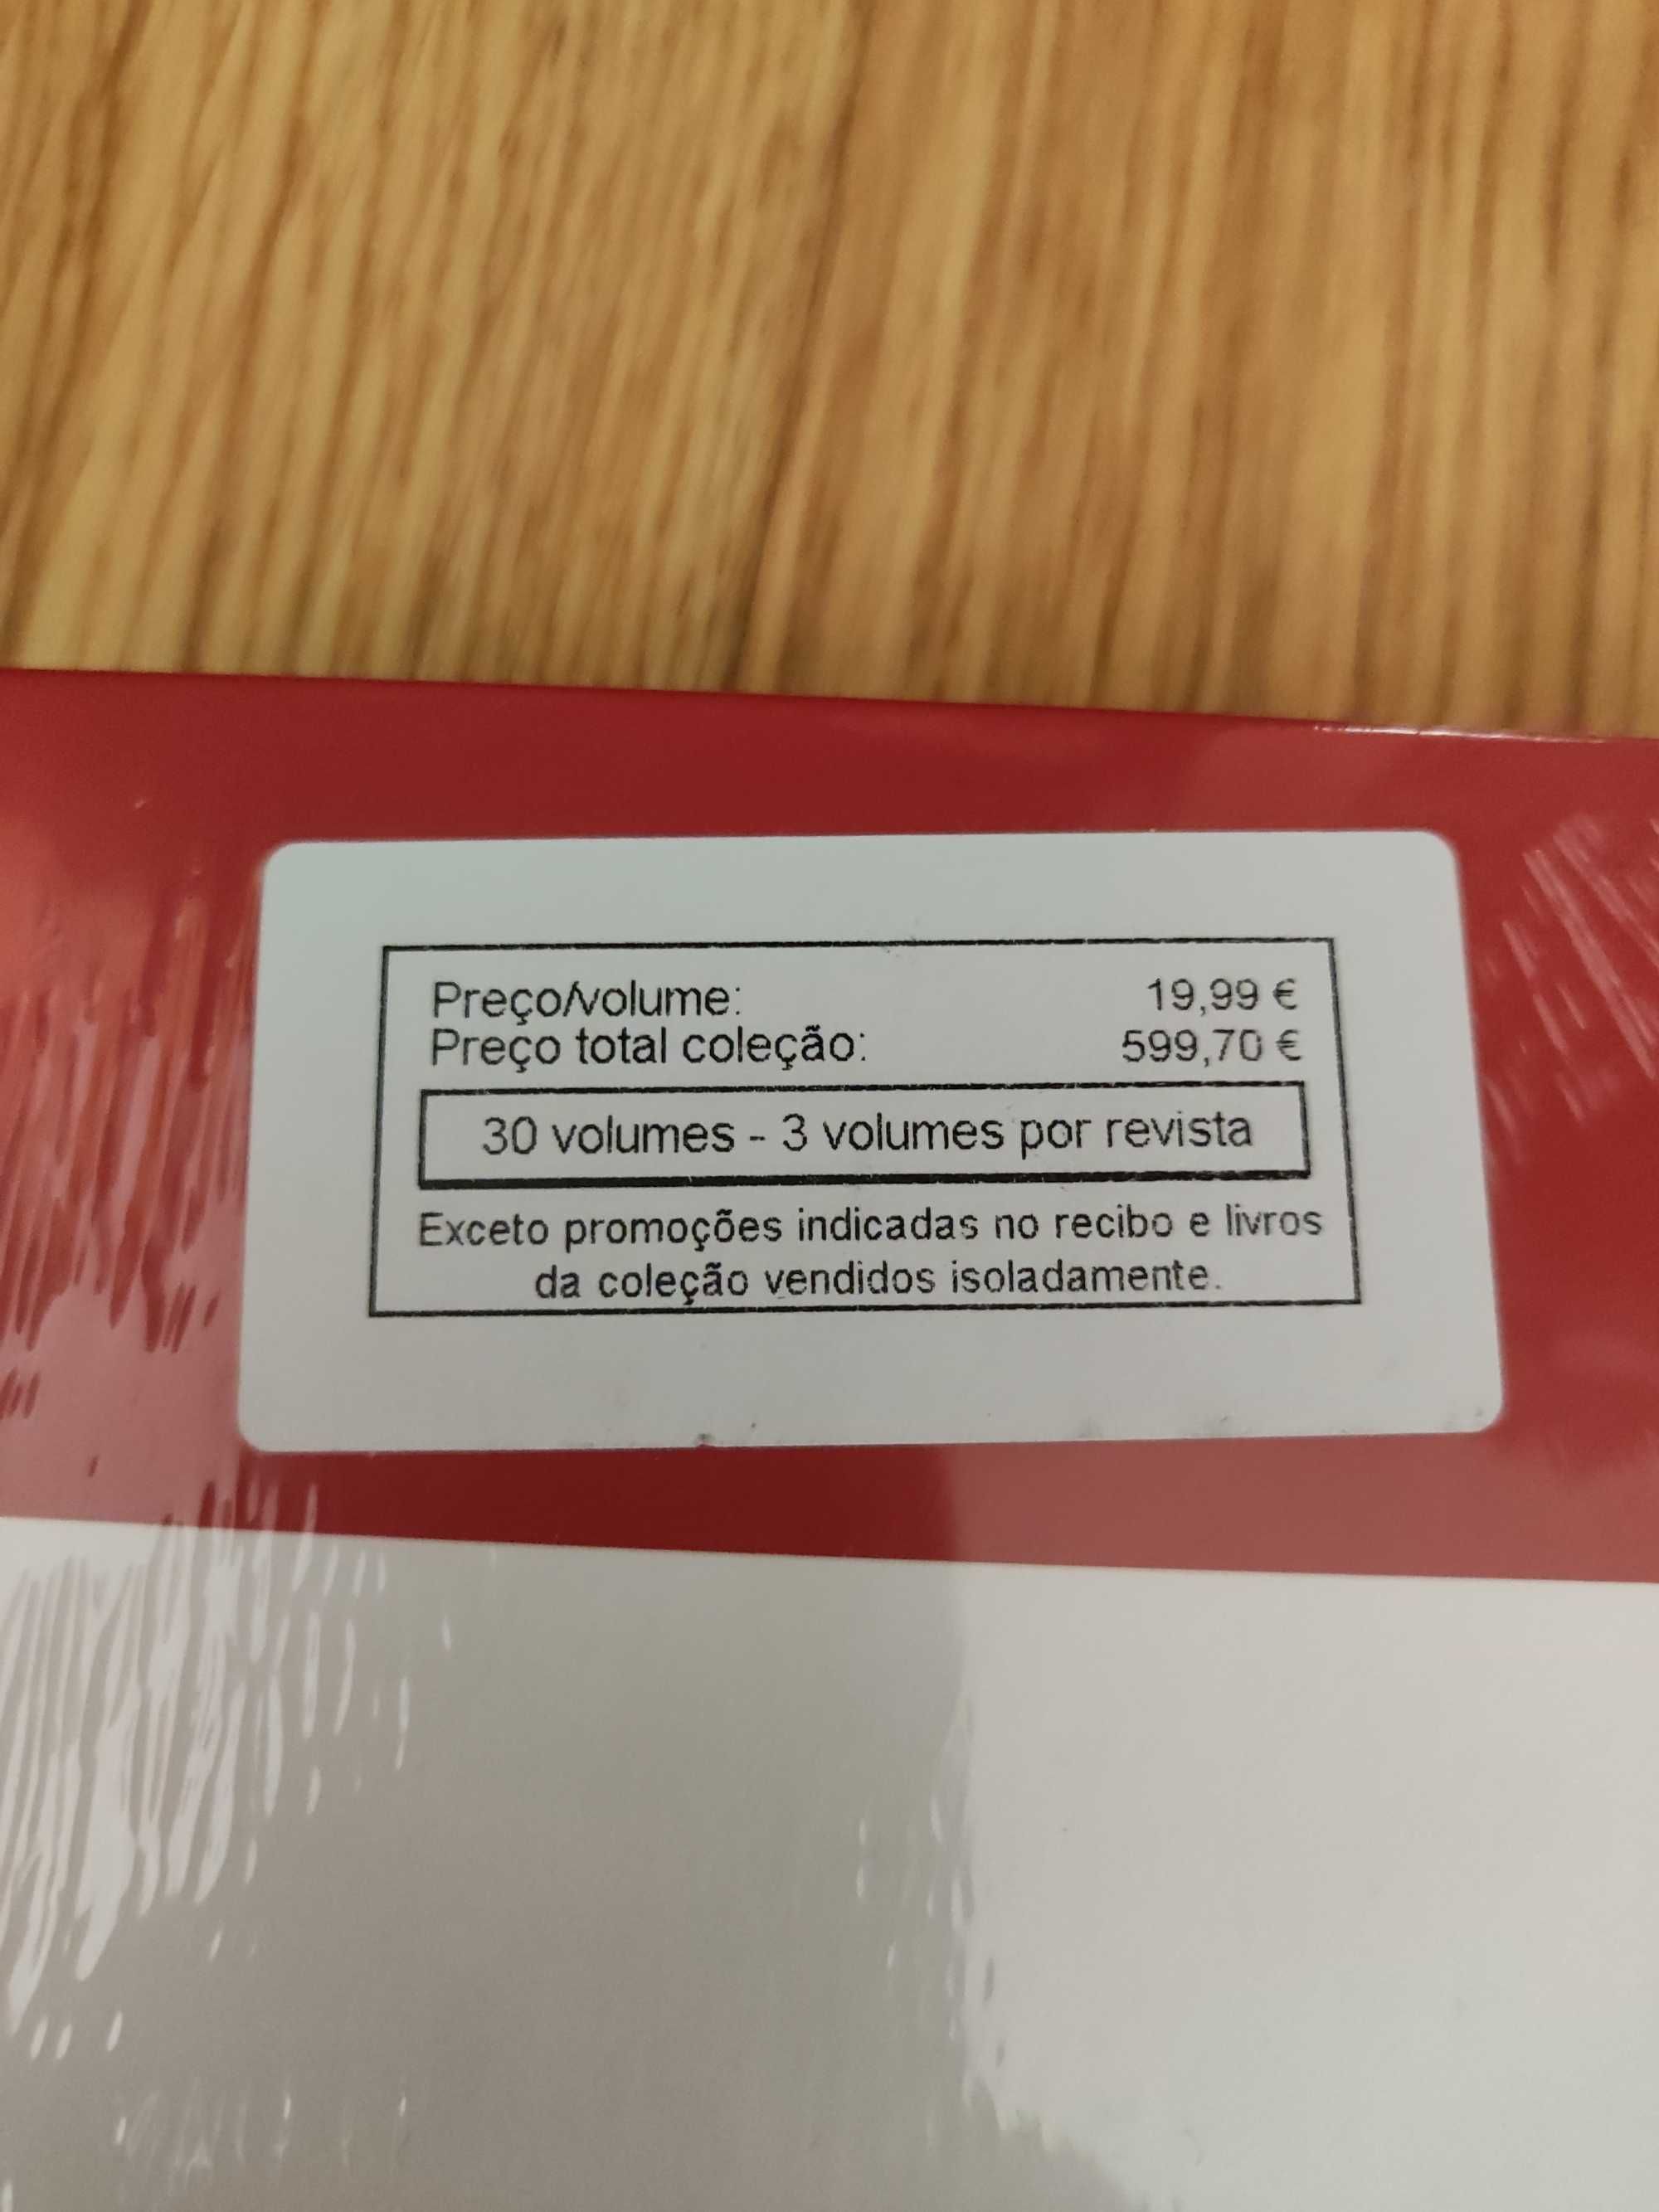 Preço/volume: 19,99 €
Preço total coleção: 599,70 €
30 volumes - 3 volumes por revista
Exceto promoções indicadas no recibo e livros
da coleção vendidos isoladamente.